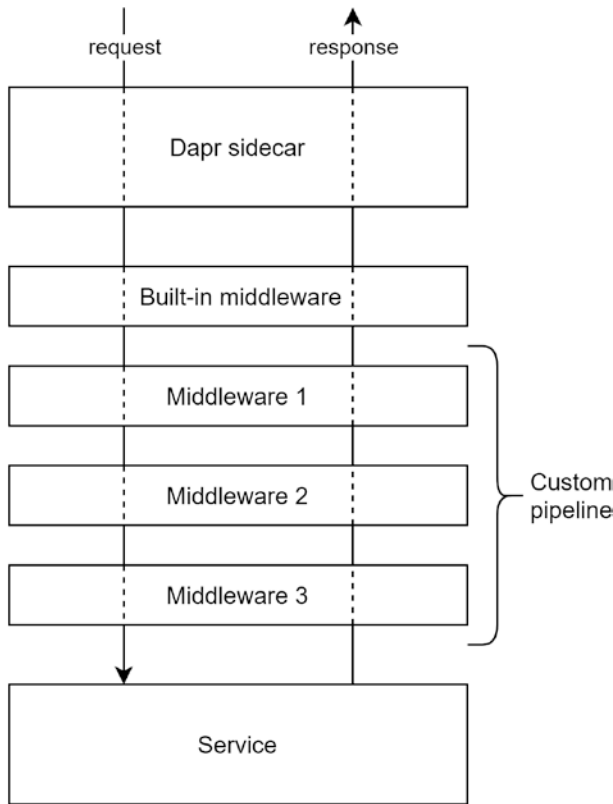 request
response
Dapr sidecar
Built-in middleware
Middleware 1
Middleware 2
Custom
pipeline
Middleware 3
Service